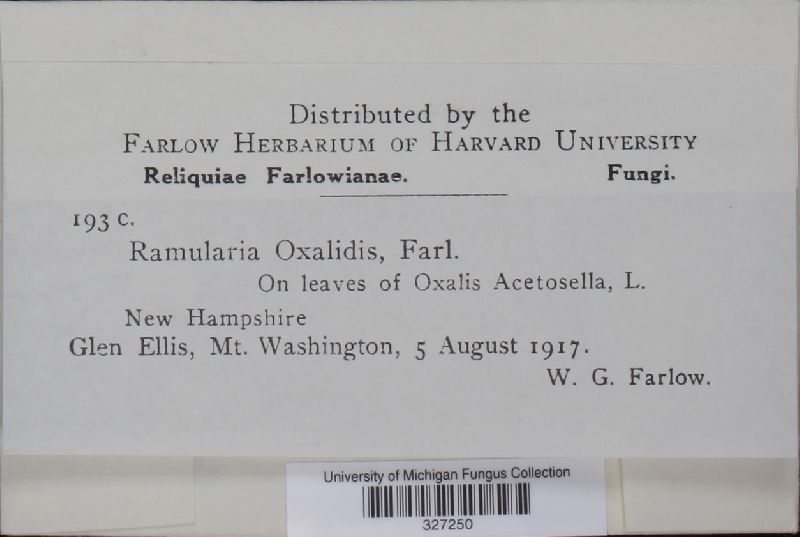 Distributed by the
FARLOW HERBARIUM OF HARVARD UNIVERSITY
Reliquiae Farlowianae. Fungi.
193 c.
Ramularia Oxalidis, Farl.
On leaves of Oxalis Acetosella, L.
New Hampshire
Glen Ellis, Mt. Washington, 5 August 1917.
W. G. Farlow.
University of Michigan Fungus Collection
327250